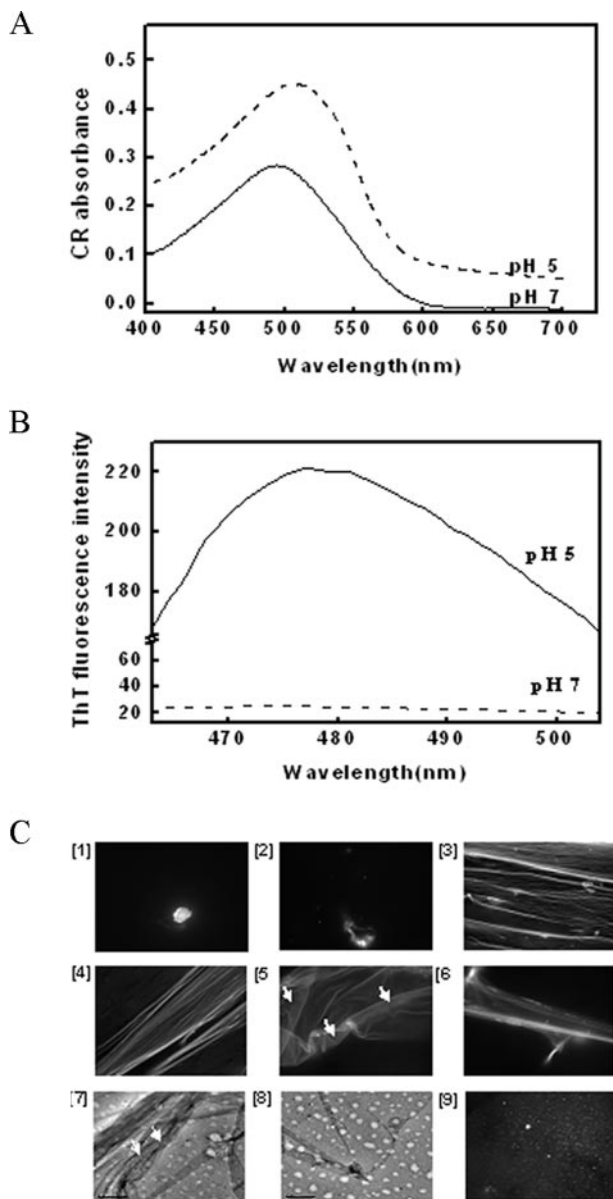 A
CR absorbance
0.5
0.4
0.3
0.2
0.1
0.0
pH 5
pH 7
400 450 500 550 600 650 700
Wavelength(nm)
B
ThT fluorescence intensity
220
200
180
60
40
20
pH 5
pH 7
470 480 490 500
Wavelength(nm)
C
[1] [2] [3]
[4] [5 [6]
[7] [8] [9]